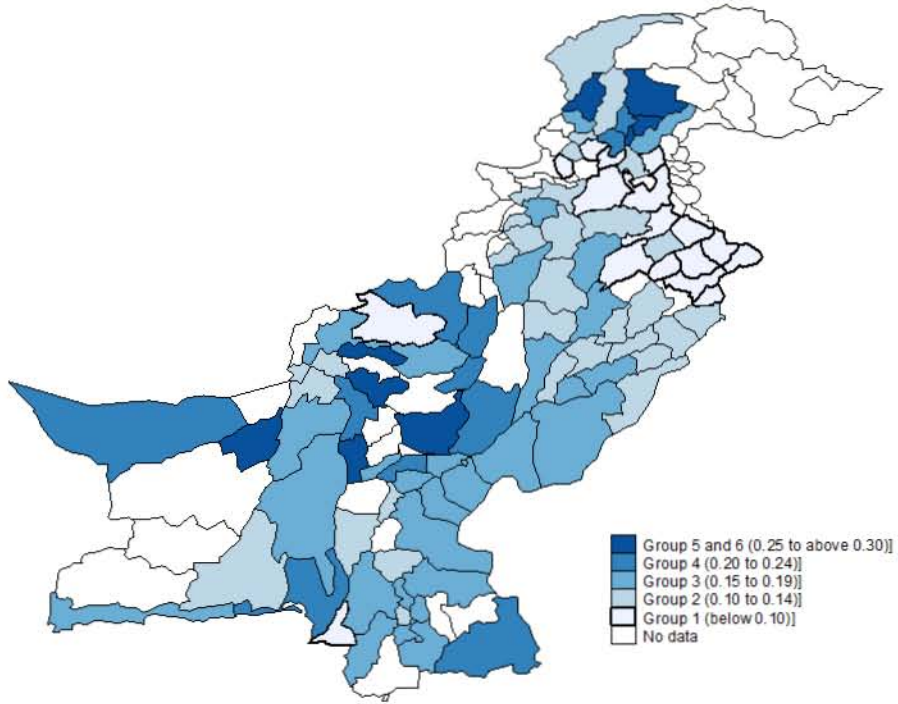 Group 5 and 6 (0.25 to above 0.30)]
Group 4 (0.20 to 0.24)]
Group 3 (0.15 to 0.19)]
Group 2 (0.10 to 0.14)]
Group 1 (below 0.10)]
No data